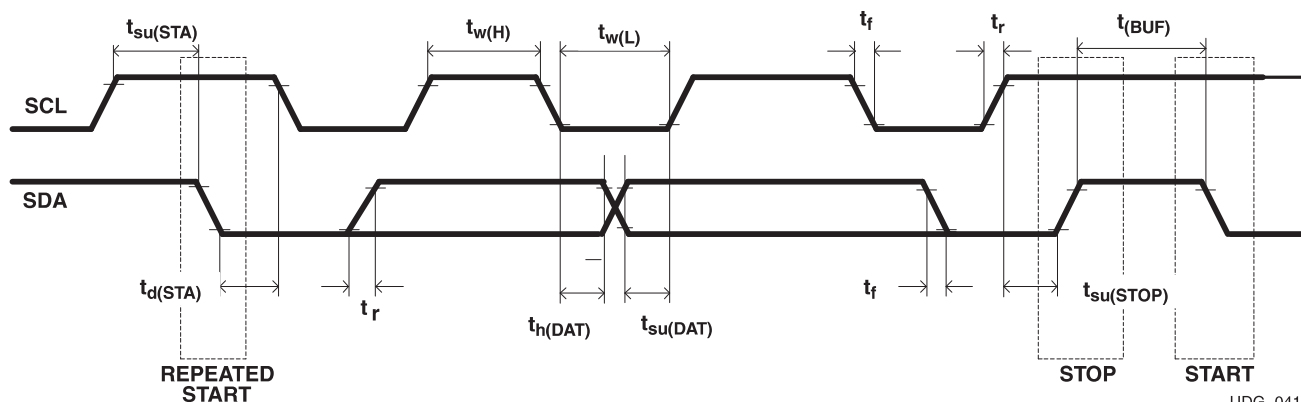 tsu(STA)
tw(H)
tw(L)
tf
tr
t(BUF)
SCL
SDA
td(STA)
tr
th(DAT)
tsu(DAT)
tf
tsu(STOP)
REPEATED
START
STOP
START